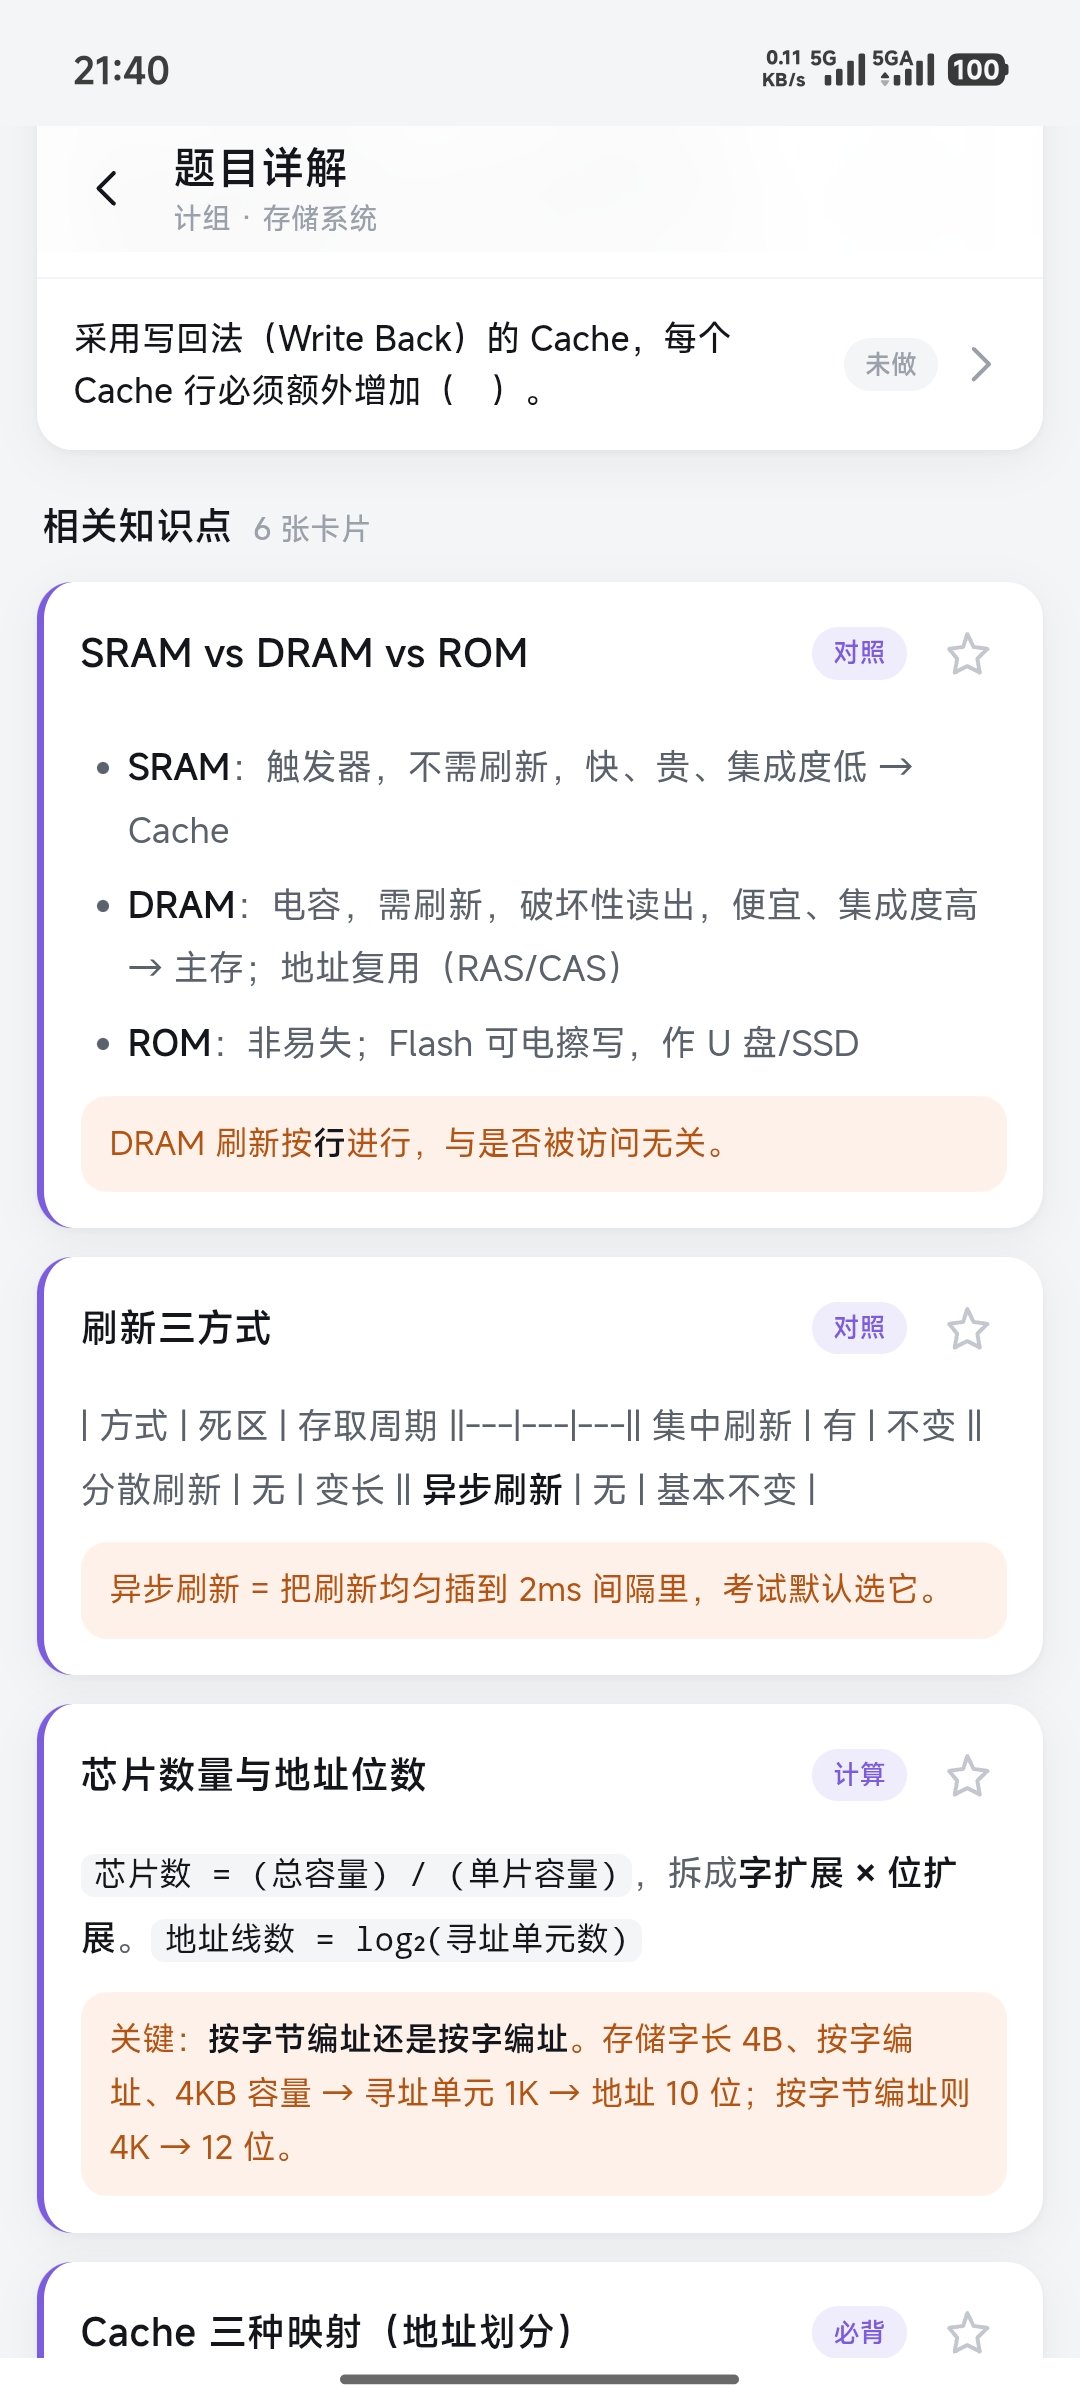 21:40
0.11 KB/s 5G 5GA 100
题目详解
计组 · 存储系统
采用写回法（Write Back）的 Cache，每个
Cache 行必须额外增加（　）。
未做
相关知识点 6 张卡片
SRAM vs DRAM vs ROM
对照
• SRAM：触发器，不需刷新，快、贵、集成度低 →
Cache
• DRAM：电容，需刷新，破坏性读出，便宜、集成度高
→ 主存；地址复用（RAS/CAS）
• ROM：非易失；Flash 可电擦写，作 U 盘/SSD
DRAM 刷新按行进行，与是否被访问无关。
刷新三方式
对照
| 方式 | 死区 | 存取周期 ||---|---|---|| 集中刷新 | 有 | 不变 ||
分散刷新 | 无 | 变长 || 异步刷新 | 无 | 基本不变 |
异步刷新 = 把刷新均匀插到 2ms 间隔里，考试默认选它。
芯片数量与地址位数
计算
芯片数 = (总容量) / (单片容量)，拆成字扩展 × 位扩
展。地址线数 = log₂(寻址单元数)
关键：按字节编址还是按字编址。存储字长 4B、按字编
址、4KB 容量 → 寻址单元 1K → 地址 10 位；按字节编址则
4K → 12 位。
Cache 三种映射（地址划分）
必背